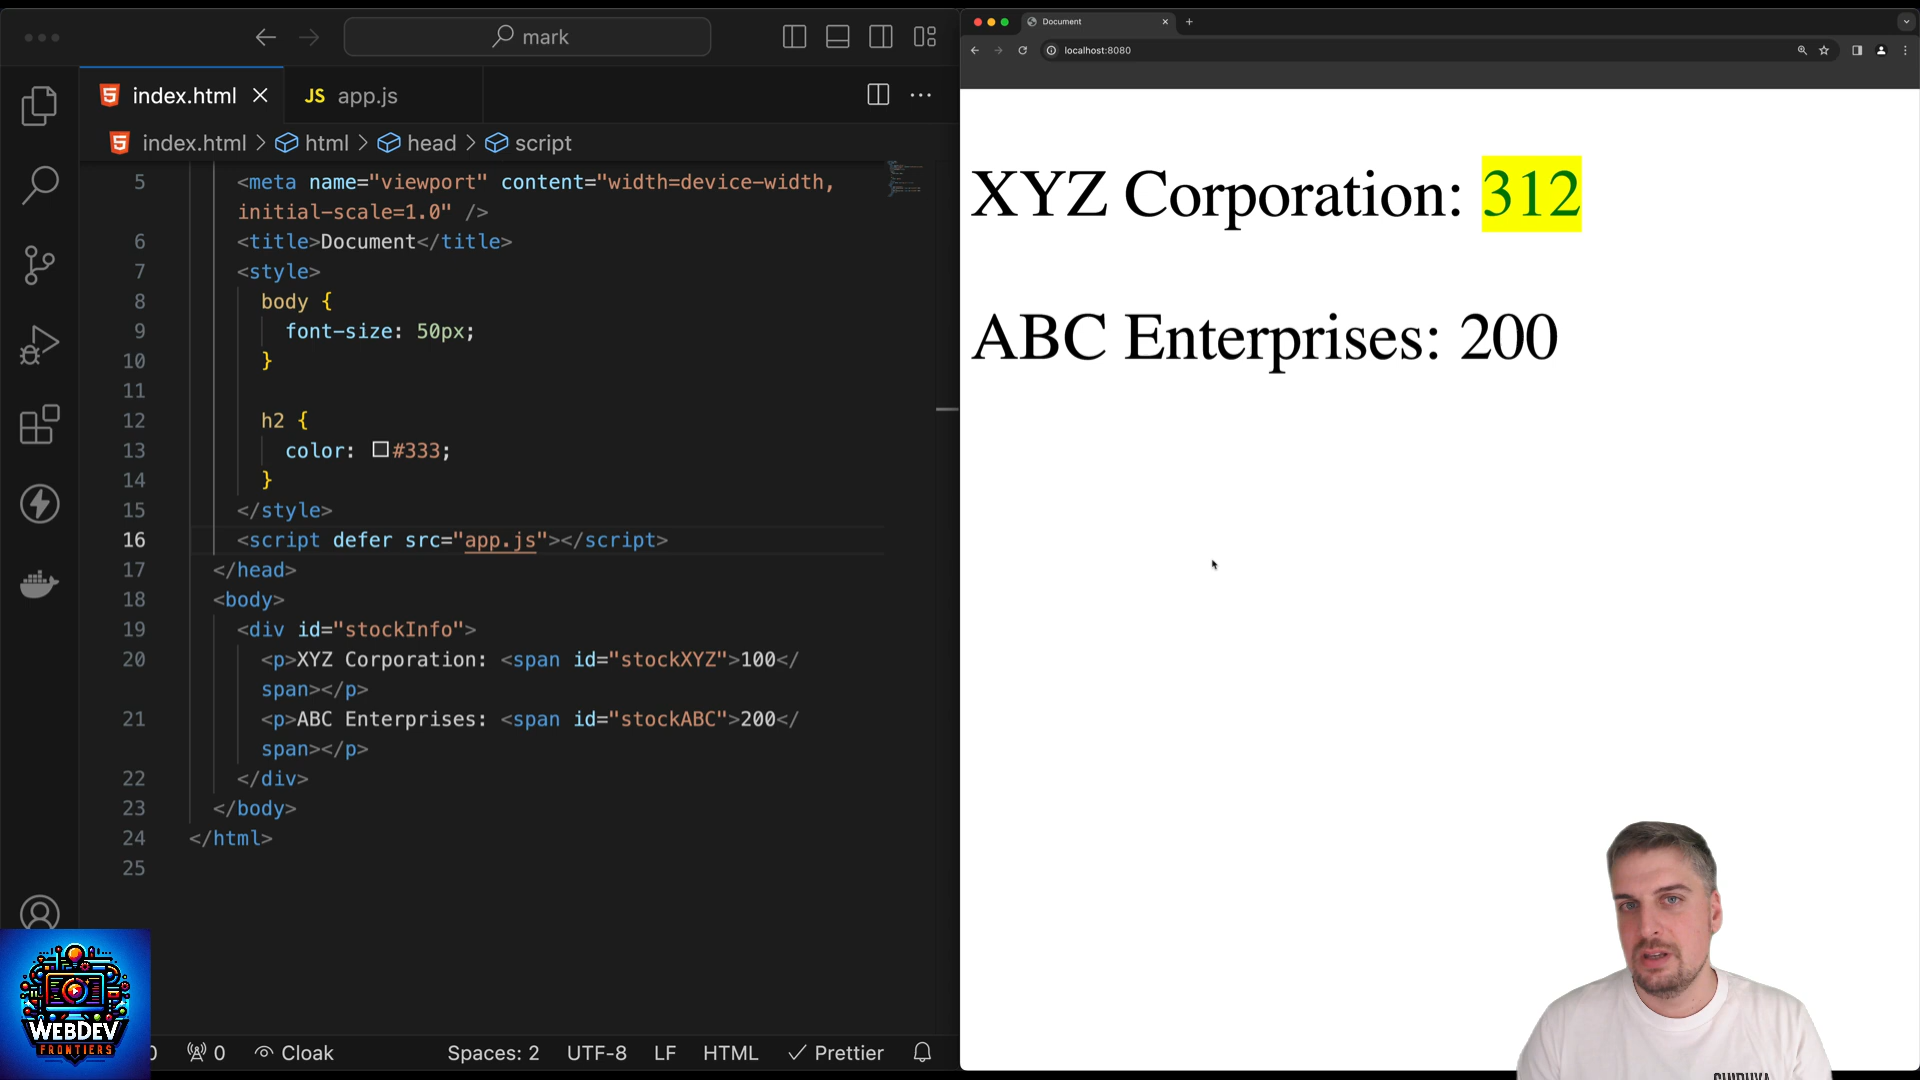 mark
index.html
JS app.js
index.html > html > head > script
5 <meta name="viewport" content="width=device-width,
initial-scale=1.0" />
6 <title>Document</title>
7 <style>
8 body {
9 font-size: 50px;
10 }
11
12 h2 {
13 color: #333;
14 }
15 </style>
16 <script defer src="app.js"></script>
17 </head>
18 <body>
19 <div id="stockInfo">
20 <p>XYZ Corporation: <span id="stockXYZ">100</
span></p>
21 <p>ABC Enterprises: <span id="stockABC">200</
span></p>
22 </div>
23 </body>
24 </html>
25
WEBDEV
FRONTIERS
0
0
Cloak
Spaces: 2
UTF-8
LF
HTML
Prettier
Document
localhost:8080
XYZ Corporation: 312
ABC Enterprises: 200